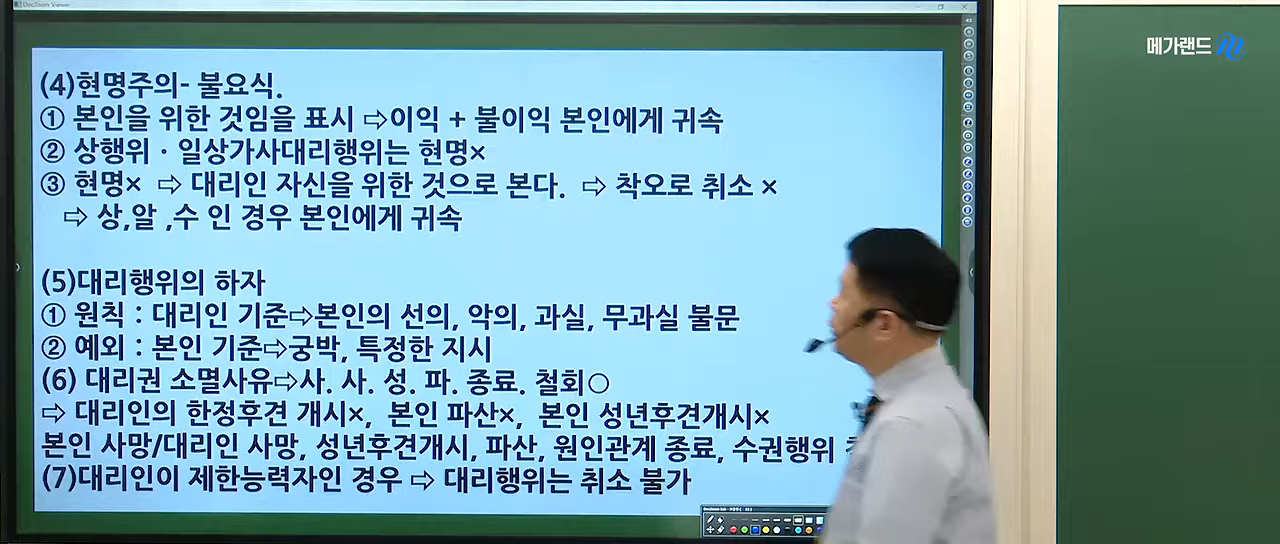 DocZoom Viewer
메가랜드
(4)현명주의- 불요식.
① 본인을 위한 것임을 표시 ⇨이익 + 불이익 본인에게 귀속
② 상행위 · 일상가사대리행위는 현명×
③ 현명× ⇨ 대리인 자신을 위한 것으로 본다. ⇨ 착오로 취소 ×
⇨ 상,알 ,수 인 경우 본인에게 귀속
(5)대리행위의 하자
① 원칙 : 대리인 기준⇨본인의 선의, 악의, 과실, 무과실 불문
② 예외 : 본인 기준⇨궁박, 특정한 지시
(6) 대리권 소멸사유⇨사. 사. 성. 파. 종료. 철회○
⇨ 대리인의 한정후견 개시×, 본인 파산×, 본인 성년후견개시×
본인 사망/대리인 사망, 성년후견개시, 파산, 원인관계 종료, 수권행위
(7)대리인이 제한능력자인 경우 ⇨ 대리행위는 취소 불가